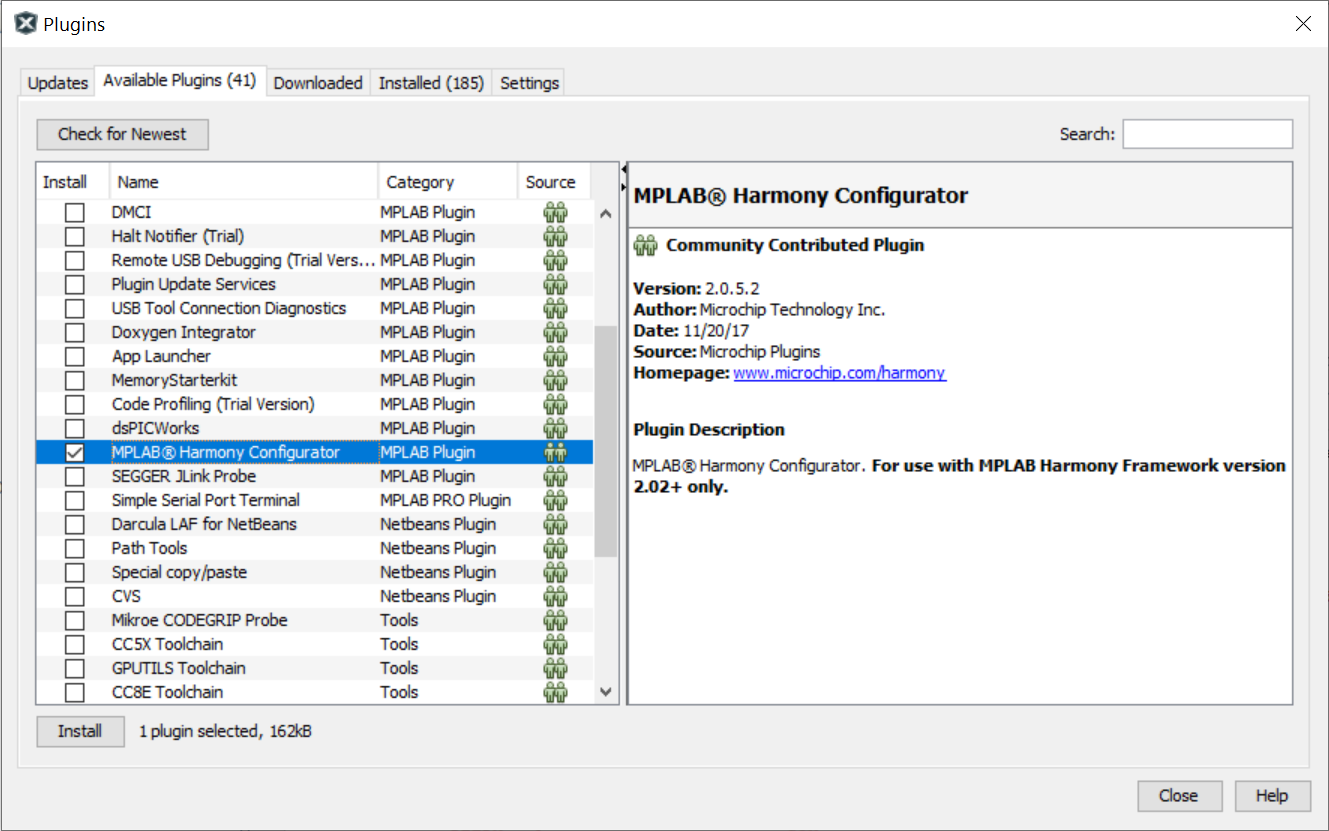 Plugins
Updates Available Plugins (41) Downloaded Installed (185) Settings
Check for Newest Search:
Install Name Category Source
DMCI MPLAB Plugin
Halt Notifier (Trial) MPLAB Plugin
Remote USB Debugging (Trial Vers... MPLAB Plugin
Plugin Update Services MPLAB Plugin
USB Tool Connection Diagnostics MPLAB Plugin
Doxygen Integrator MPLAB Plugin
App Launcher MPLAB Plugin
MemoryStarterkit MPLAB Plugin
Code Profiling (Trial Version) MPLAB Plugin
dsPICWorks MPLAB Plugin
MPLAB® Harmony Configurator MPLAB Plugin
SEGGER JLink Probe MPLAB Plugin
Simple Serial Port Terminal MPLAB PRO Plugin
Darcula LAF for NetBeans Netbeans Plugin
Path Tools Netbeans Plugin
Special copy/paste Netbeans Plugin
CVS Netbeans Plugin
Mikroe CODEGRIP Probe Tools
CC5X Toolchain Tools
GPUTILS Toolchain Tools
CC8E Toolchain Tools
MPLAB® Harmony Configurator
Community Contributed Plugin
Version: 2.0.5.2
Author: Microchip Technology Inc.
Date: 11/20/17
Source: Microchip Plugins
Homepage: www.microchip.com/harmony
Plugin Description
MPLAB® Harmony Configurator. For use with MPLAB Harmony Framework version
2.02+ only.
Install 1 plugin selected, 162kB
Close Help